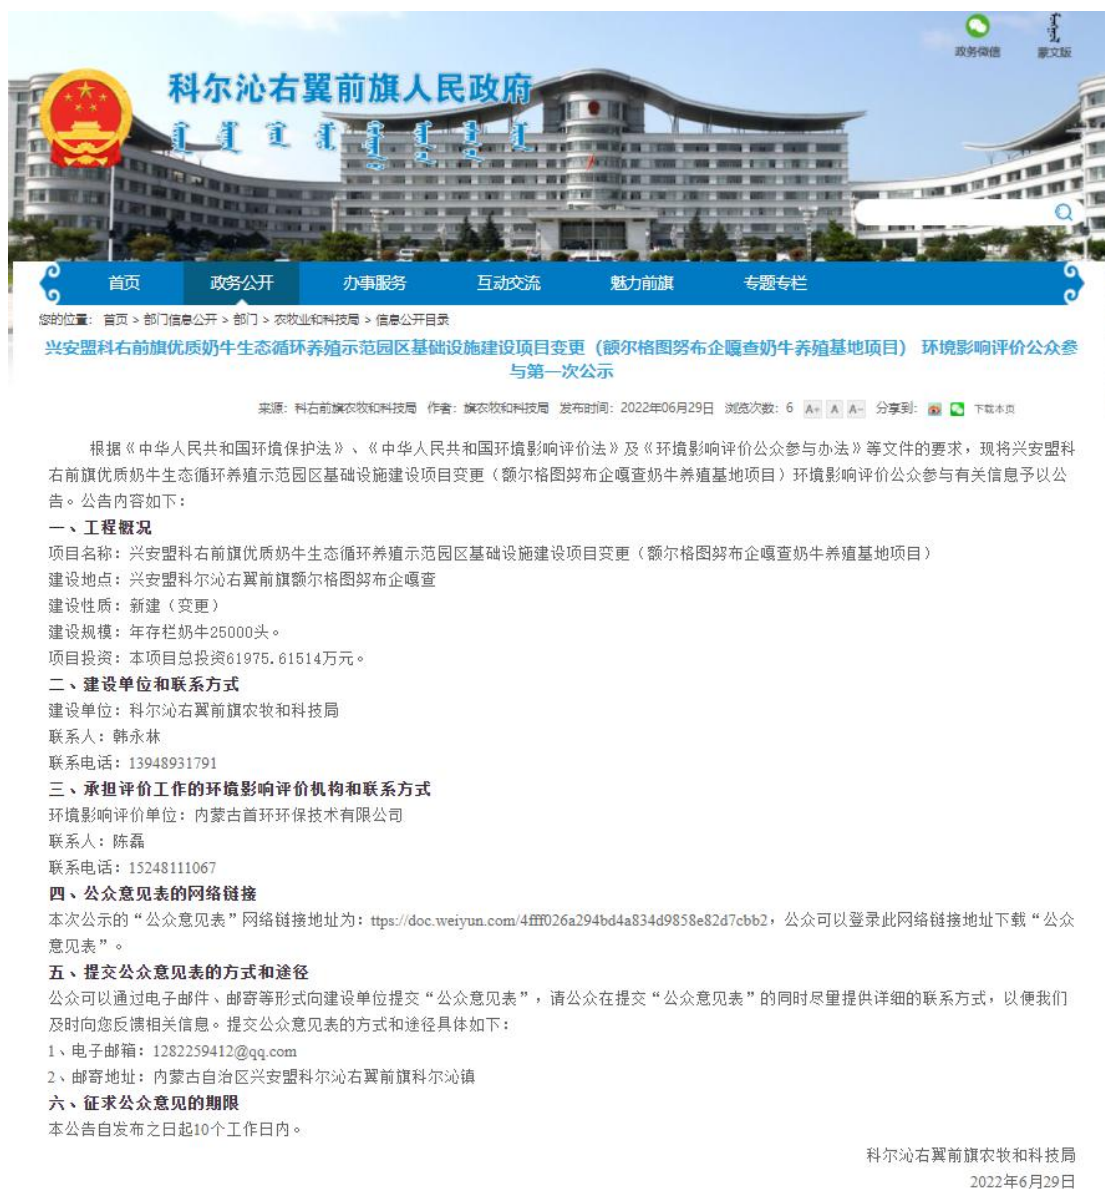 政务微信
蒙文版
科尔沁右翼前旗人民政府
首页
政务公开
办事服务
互动交流
魅力前旗
专题专栏
您的位置： 首页 > 部门信息公开 > 部门 > 农牧业和科技局 > 信息公开目录
兴安盟科右前旗优质奶牛生态循环养殖示范园区基础设施建设项目变更（额尔格图努布企嘎查奶牛养殖基地项目） 环境影响评价公众参
与第一次公示
来源：科右前旗农牧和科技局 作者：旗农牧和科技局 发布时间：2022年06月29日 浏览次数：6 A+ A A- 分享到： 下载本页
根据《中华人民共和国环境保护法》、《中华人民共和国环境影响评价法》及《环境影响评价公众参与办法》等文件的要求，现将兴安盟科
右前旗优质奶牛生态循环养殖示范园区基础设施建设项目变更（额尔格图努布企嘎查奶牛养殖基地项目）环境影响评价公众参与有关信息予以公
告。公告内容如下：
一、工程概况
项目名称：兴安盟科右前旗优质奶牛生态循环养殖示范园区基础设施建设项目变更（额尔格图努布企嘎查奶牛养殖基地项目）
建设地点：兴安盟科尔沁右翼前旗额尔格图努布企嘎查
建设性质：新建（变更）
建设规模：年存栏奶牛25000头。
项目投资：本项目总投资61975.61514万元。
二、建设单位和联系方式
建设单位：科尔沁右翼前旗农牧和科技局
联系人：韩永林
联系电话：13948931791
三、承担评价工作的环境影响评价机构和联系方式
环境影响评价单位：内蒙古首环环保技术有限公司
联系人：陈磊
联系电话：15248111067
四、公众意见表的网络链接
本次公示的“公众意见表”网络链接地址为：ttps://doc.weiyun.com/4fff026a294bd4a834d9858e82d7cbb2，公众可以登录此网络链接地址下载“公众
意见表”。
五、提交公众意见表的方式和途径
公众可以通过电子邮件、邮寄等形式向建设单位提交“公众意见表”，请公众在提交“公众意见表”的同时尽量提供详细的联系方式，以便我们
及时向您反馈相关信息。提交公众意见表的方式和途径具体如下：
1、电子邮箱：1282259412@qq.com
2、邮寄地址：内蒙古自治区兴安盟科尔沁右翼前旗科尔沁镇
六、征求公众意见的期限
本公告自发布之日起10个工作日内。
科尔沁右翼前旗农牧和科技局
2022年6月29日